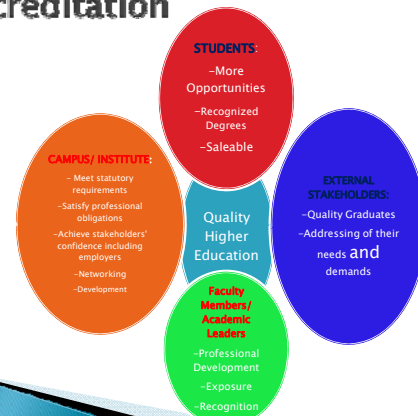 creditation
STUDENTS:
-More
Opportunities
-Recognized
Degrees
-Saleable
CAMPUS/ INSTITUTE:
- Meet statutory
requirements
-Satisfy professional
obligations
-Achieve stakeholders'
confidence including
employers
-Networking
-Development
Quality
Higher
Education
EXTERNAL
STAKEHOLDERS:
-Quality Graduates
-Addressing of their
needs and
demands
Faculty
Members/
Academic
Leaders
-Professional
Development
-Exposure
-Recognition